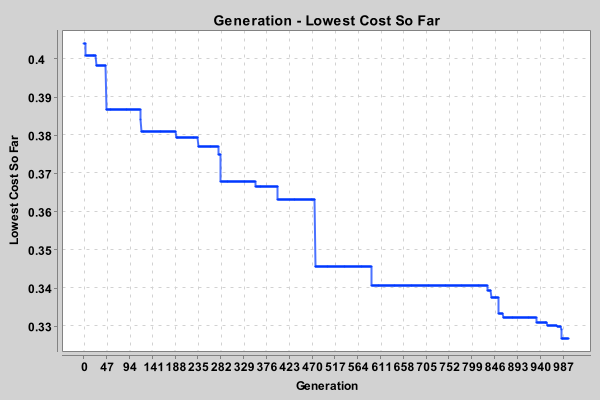 Generation - Lowest Cost So Far
Lowest Cost So Far
0.4
0.39
0.38
0.37
0.36
0.35
0.34
0.33
0 47 94 141 188 235 282 329 376 423 470 517 564 611 658 705 752 799 846 893 940 987
Generation